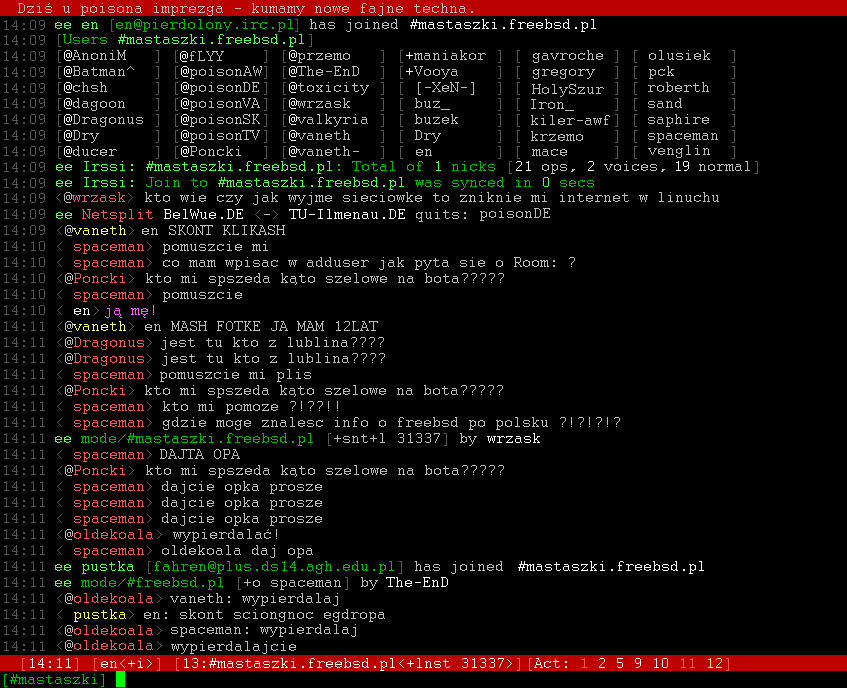 Dziś u poisona imprezga - kumamy nowe fajne techna.
14:09 ee en [en@pierdolony.irc.pl] has joined #mastaszki.freebsd.pl
14:09 [Users #mastaszki.freebsd.pl]
14:09 [@AnoniM   ] [@fLYY    ] [@przemo   ] [+maniakor ] [ gavroche ] [ olusiek  ]
14:09 [@Batman^  ] [@poisonAW] [@The-EnD  ] [+Vooya    ] [ gregory  ] [ pck      ]
14:09 [@chsh     ] [@poisonDE] [@toxicity ] [ [-XeN-]  ] [ HolySzur ] [ roberth  ]
14:09 [@dagoon   ] [@poisonVA] [@wrzask   ] [ buz_     ] [ Iron_    ] [ sand     ]
14:09 [@Dragonus ] [@poisonSK] [@valkyria ] [ buzek    ] [ kiler-awf] [ saphire  ]
14:09 [@Dry      ] [@poisonTV] [@vaneth   ] [ Dry      ] [ krzemo   ] [ spaceman ]
14:09 [@ducer    ] [@Poncki  ] [@vaneth-  ] [ en       ] [ mace     ] [ venglin  ]
14:09 ee Irssi: #mastaszki.freebsd.pl: Total of 1 nicks [21 ops, 2 voices, 19 normal]
14:09 ee Irssi: Join to #mastaszki.freebsd.pl was synced in 0 secs
14:09 <@wrzask> kto wie czy jak wyjme sieciowke to zniknie mi internet w linuchu
14:09 ee Netsplit BelWue.DE <-> TU-Ilmenau.DE quits: poisonDE
14:09 <@vaneth> en SKONT KLIKASH
14:10 < spaceman> pomuszcie mi
14:10 < spaceman> co mam wpisac w adduser jak pyta sie o Room: ?
14:10 <@Poncki> kto mi spszeda kąto szelowe na bota?????
14:10 < spaceman> pomuszcie
14:10 < en> ją mę!
14:11 <@vaneth> en MASH FOTKE JA MAM 12LAT
14:11 <@Dragonus> jest tu kto z lublina????
14:11 <@Dragonus> jest tu kto z lublina????
14:11 < spaceman> pomuszcie mi plis
14:11 <@Poncki> kto mi spszeda kąto szelowe na bota?????
14:11 < spaceman> kto mi pomoze ?!??!!
14:11 < spaceman> gdzie moge znalesc info o freebsd po polsku ?!?!?!?
14:11 ee mode/#mastaszki.freebsd.pl [+snt+l 31337] by wrzask
14:11 < spaceman> DAJTA OPA
14:11 <@Poncki> kto mi spszeda kąto szelowe na bota?????
14:11 < spaceman> dajcie opka prosze
14:11 < spaceman> dajcie opka prosze
14:11 < spaceman> dajcie opka prosze
14:11 <@oldekoala> wypierdalać!
14:11 < spaceman> oldekoala daj opa
14:11 ee pustka [fahren@plus.ds14.agh.edu.pl] has joined #mastaszki.freebsd.pl
14:11 ee mode/#freebsd.pl [+o spaceman] by The-EnD
14:11 <@oldekoala> vaneth: wypierdalaj
14:11 < pustka> en: skont sciongnoc egdropa
14:11 <@oldekoala> spaceman: wypierdalaj
14:11 <@oldekoala> wypierdalajcie
[14:11] [en<+i>] [13:#mastaszki.freebsd.pl<+lnst 31337>][Act: 1 2 5 9 10 11 12]
[#mastaszki]